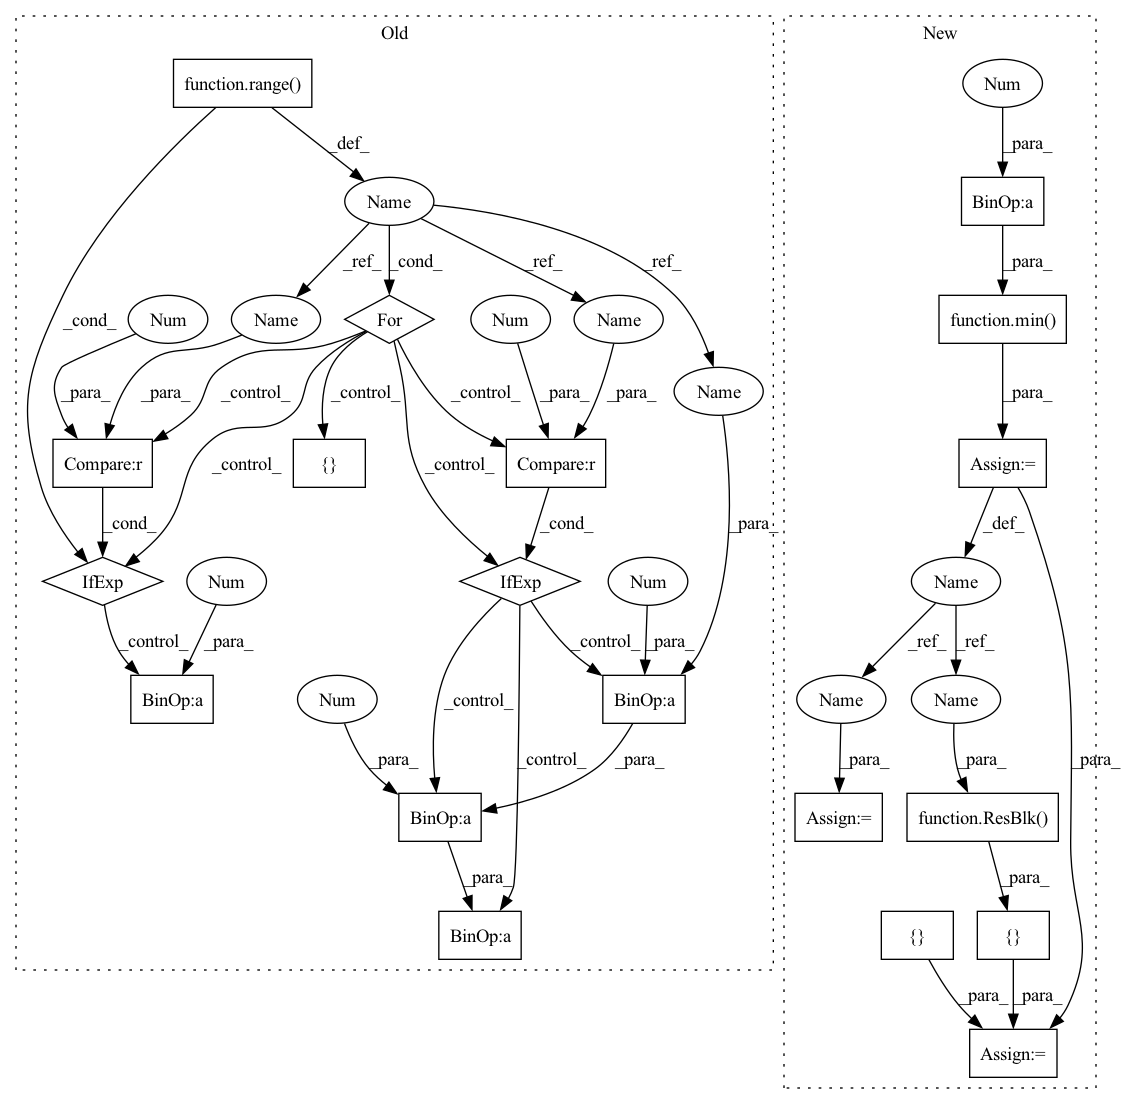 Old
New
function.range()
Num
_def_
_para_
Name
BinOp:a
_ref_
_cond_
_ref_
_ref_
_para_
_cond_
Num
Name
For
Num
Name
function.min()
Name
_para_
_para_
_control_
_control_
_control_
_para_
_para_
_para_
Compare:r
{}
Compare:r
Assign:=
_control_
_control_
_cond_
_cond_
_para_
_def_
IfExp
Num
IfExp
Num
Name
_control_
_para_
_control_
_para_
_ref_
_ref_
BinOp:a
Num
_control_
BinOp:a
Name
Name
_para_
_control_
_para_
_para_
_para_
_para_
BinOp:a
Assign:=
function.ResBlk()
_para_
_para_
BinOp:a
{}
{}
_para_
_para_
Assign:=